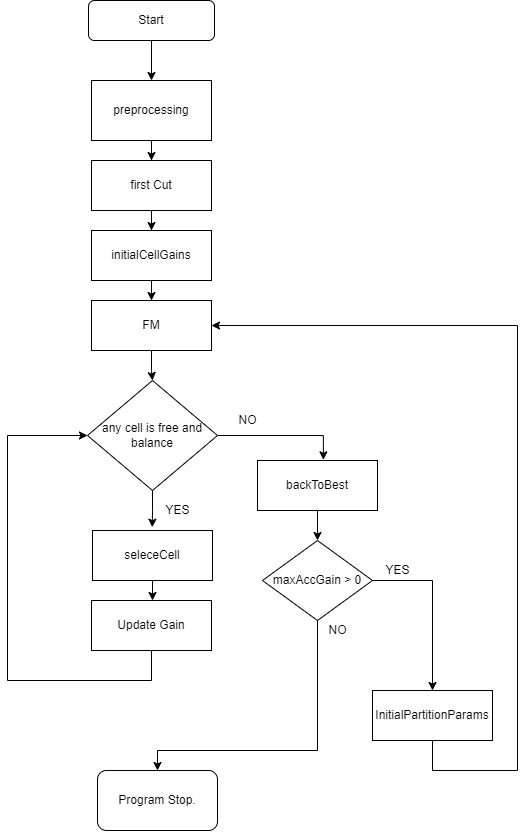 Start
preprocessing
first Cut
initialCellGains
FM
any cell is free and
balance
NO
YES
backToBest
seleceCell
maxAccGain > 0
YES
Update Gain
NO
InitialPartitionParams
Program Stop.